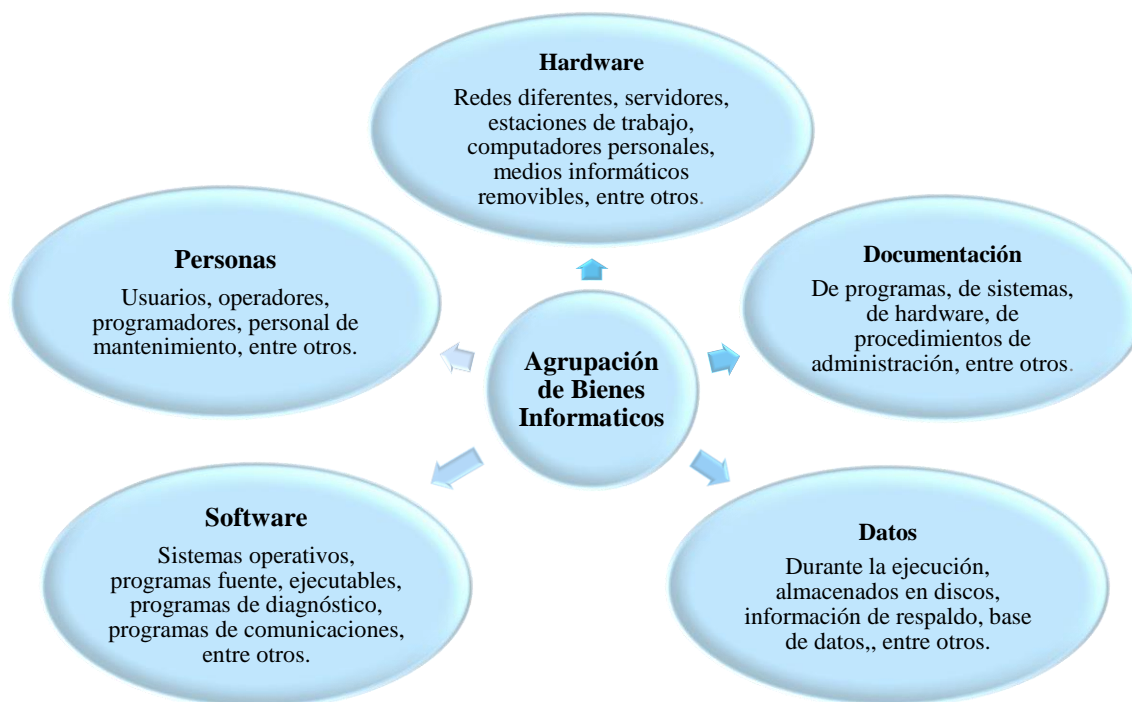 Hardware
Redes diferentes, servidores,
estaciones de trabajo,
computadores personales,
medios informáticos
removibles, entre otros.
Personas
Usuarios, operadores,
programadores, personal de
mantenimiento, entre otros.
Documentación
De programas, de sistemas,
de hardware, de
procedimientos de
administración, entre otros.
Agrupación
de Bienes
Informaticos
Software
Sistemas operativos,
programas fuente, ejecutables,
programas de diagnóstico,
programas de comunicaciones,
entre otros.
Datos
Durante la ejecución,
almacenados en discos,
información de respaldo, base
de datos,, entre otros.